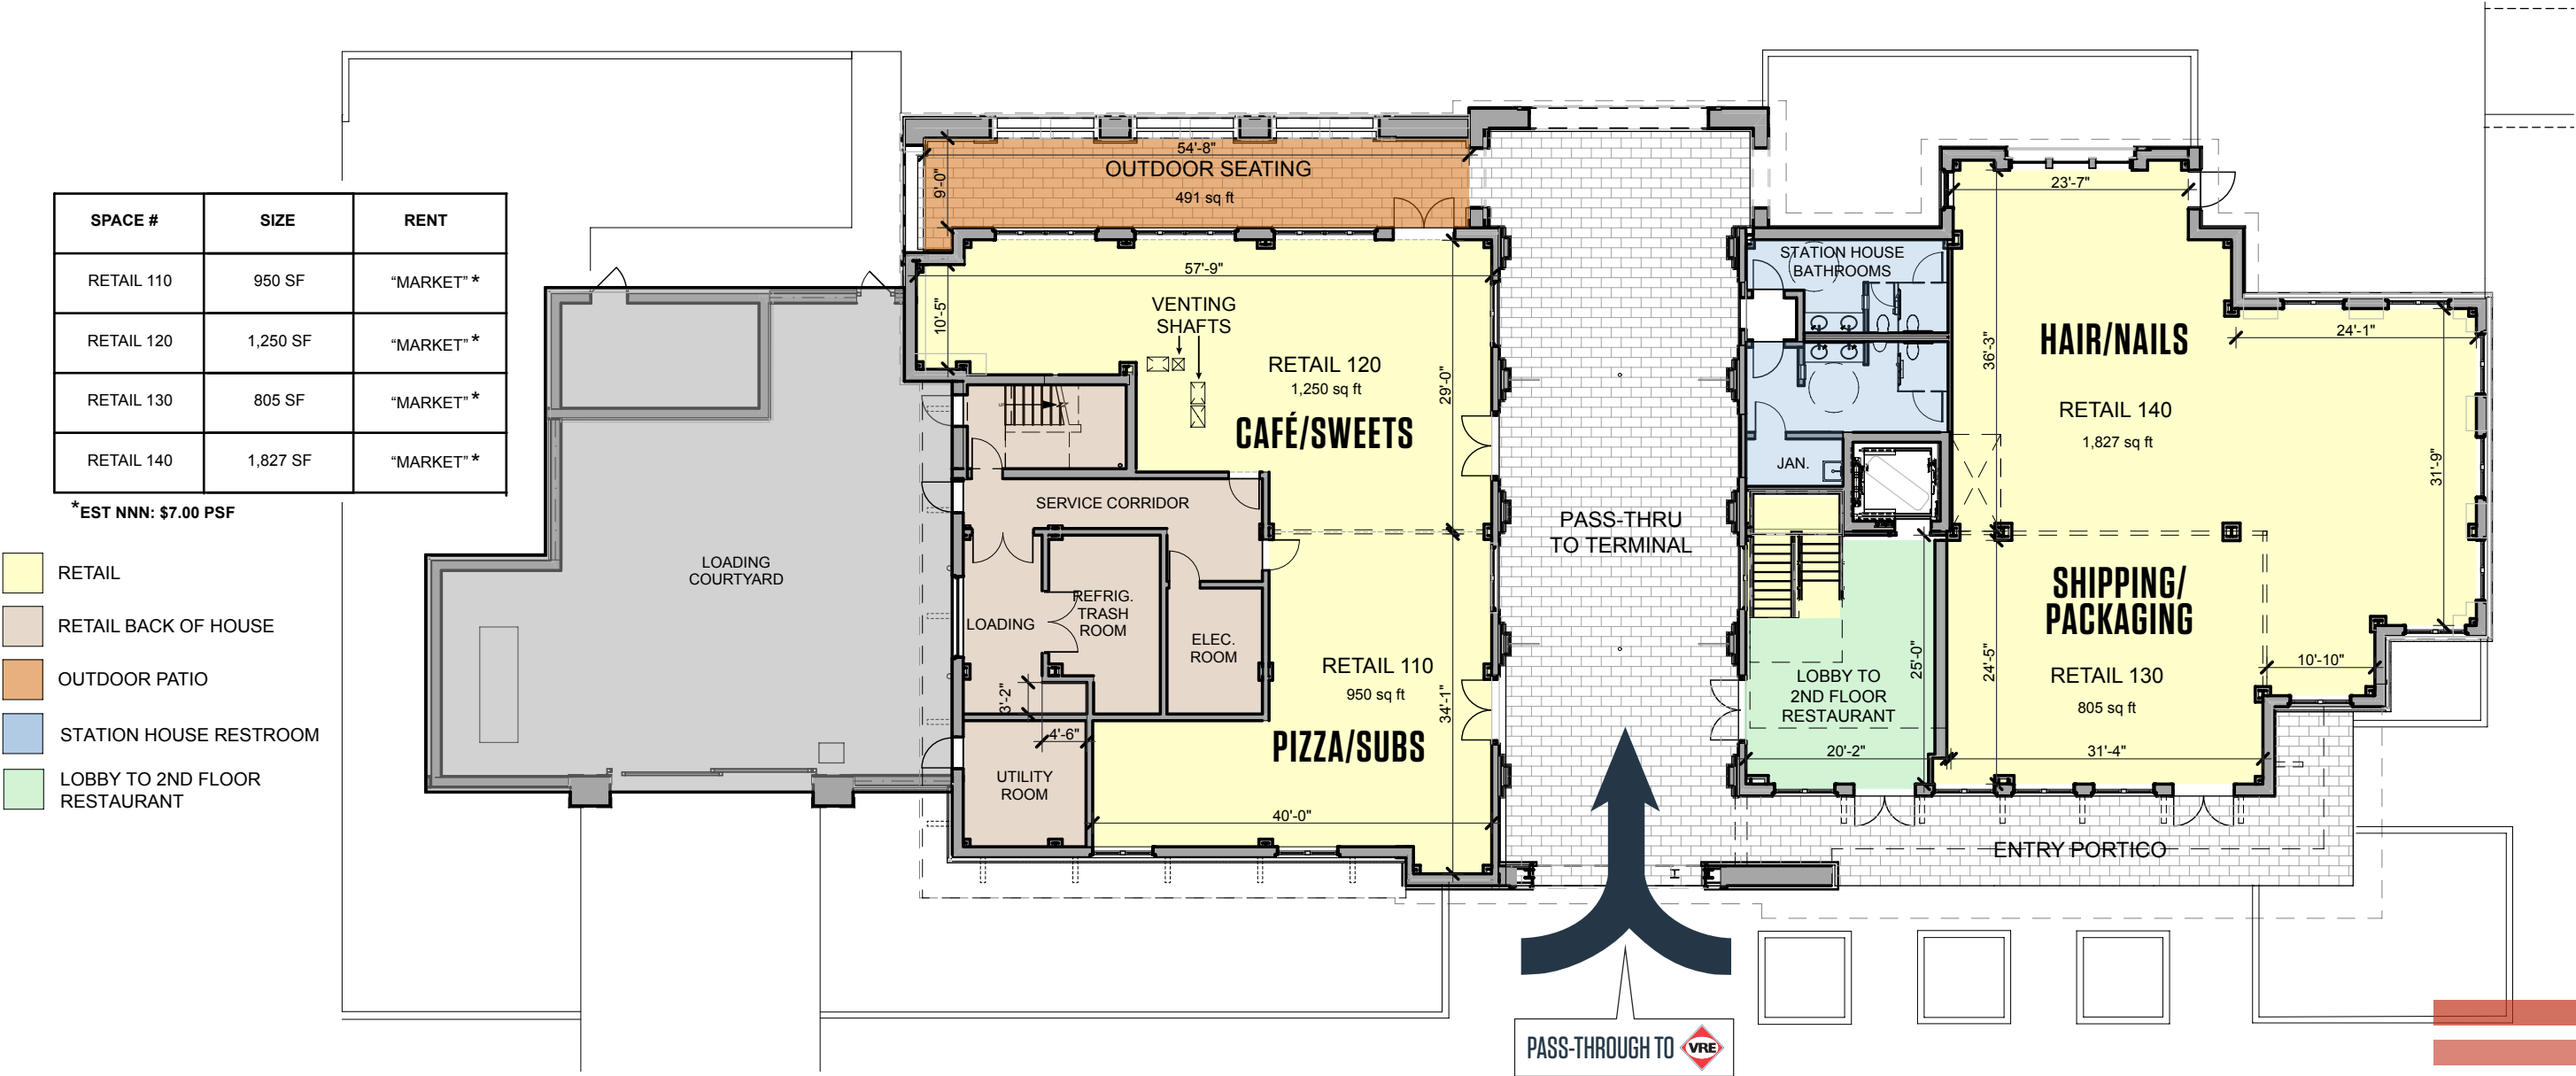 SPACE # SIZE RENT
RETAIL 110 950 SF “MARKET” *
RETAIL 120 1,250 SF “MARKET” *
RETAIL 130 805 SF “MARKET” *
RETAIL 140 1,827 SF “MARKET” *
*EST NNN: $7.00 PSF
RETAIL
RETAIL BACK OF HOUSE
OUTDOOR PATIO
STATION HOUSE RESTROOM
LOBBY TO 2ND FLOOR
RESTAURANT
LOADING
COURTYARD
54'-8"
OUTDOOR SEATING
491 sq ft
9'-0"
57'-9"
10'-5"
VENTING
SHAFTS
RETAIL 120
1,250 sq ft
CAFÉ/SWEETS
29'-0"
SERVICE CORRIDOR
LOADING
REFRIG.
TRASH
ROOM
ELEC.
ROOM
3'-2"
4'-6"
UTILITY
ROOM
RETAIL 110
950 sq ft
PIZZA/SUBS
34'-1"
40'-0"
PASS-THRU
TO TERMINAL
STATION HOUSE
BATHROOMS
JAN.
LOBBY TO
2ND FLOOR
RESTAURANT
25'-0"
20'-2"
23'-7"
HAIR/NAILS
36'-3"
24'-1"
RETAIL 140
1,827 sq ft
31'-9"
SHIPPING/
PACKAGING
24'-5"
10'-10"
RETAIL 130
805 sq ft
31'-4"
ENTRY PORTICO
PASS-THROUGH TO VRE